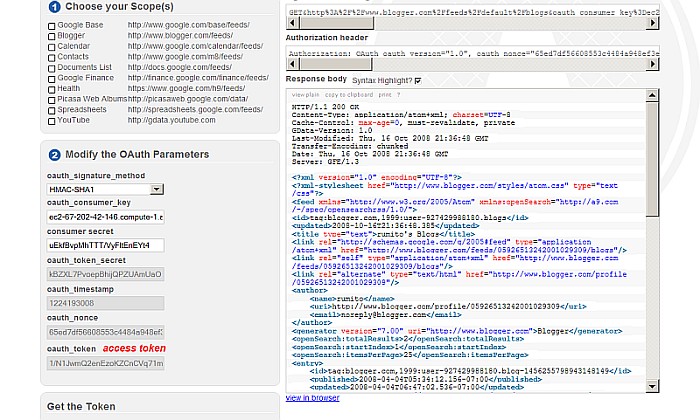 1 Choose your Scope(s)
Google Base http://www.google.com/base/feeds/
Blogger http://www.blogger.com/feeds/
Calendar http://www.google.com/calendar/feeds/
Contacts http://www.google.com/m8/feeds/
Documents List http://docs.google.com/feeds/
Google Finance http://finance.google.com/finance/feeds/
Health https://www.google.com/h9/feeds/
Picasa Web Albums http://picasaweb.google.com/data/
Spreadsheets http://spreadsheets.google.com/feeds/
YouTube http://gdata.youtube.com
2 Modify the OAuth Parameters
oauth_signature_method
HMAC-SHA1
oauth_consumer_key
ec2-67-202-42-146.compute-1.a
consumer secret
uEkfBvpMhTTT/VyFltEnEYt4
oauth_token_secret
kBZXL7PvoepBhijQPZUAmUaO
oauth_timestamp
1224193008
oauth_nonce
65ed7df56608553c4484a948ef3
oauth_token access token
1/N1JwmQ2enEzoKZCnCVq71m
Get the Token
GET&http%3A%2F%2Fwww.blogger.com%2Ffeeds%2Fdefault%2Fblogs&oauth_consumer_key%3Dec2
Authorization header
Authorization: OAuth oauth_version="1.0", oauth_nonce="65ed7df56608553c4484a948ef3e
Response body Syntax Highlight?
view plain copy to clipboard print ?
HTTP/1.1 200 OK
Content-Type: application/atom+xml; charset=UTF-8
Cache-Control: max-age=0, must-revalidate, private
GData-Version: 1.0
Last-Modified: Thu, 16 Oct 2008 21:36:48 GMT
Transfer-Encoding: chunked
Date: Thu, 16 Oct 2008 21:36:48 GMT
Server: GFE/1.3
<?xml version="1.0" encoding="UTF-8"?>
<?xml-stylesheet href="http://www.blogger.com/styles/atom.css" type="text
/css"?>
<feed xmlns="http://www.w3.org/2005/Atom" xmlns:openSearch="http://a9.com
/-/spec/opensearchrss/1.0/">
<id>tag:blogger.com,1999:user-927429988180.blogs</id>
<updated>2008-10-16T21:36:48.385</updated>
<title type="text">rumito's Blogs</title>
<link rel="http://schemas.google.com/g/2005#feed" type="application
/atom+xml" href="http://www.blogger.com/feeds/05926513242001029309/blogs"/>
<link rel="self" type="application/atom+xml" href="http://www.blogger.com
/feeds/05926513242001029309/blogs"/>
<link rel="alternate" type="text/html" href="http://www.blogger.com/profile
/05926513242001029309"/>
<author>
<name>rumito</name>
<uri>http://www.blogger.com/profile/05926513242001029309</uri>
<email>noreply@blogger.com</email>
</author>
<generator version="7.00" uri="http://www.blogger.com">Blogger</generator>
<openSearch:totalResults>2</openSearch:totalResults>
<openSearch:startIndex>1</openSearch:startIndex>
<openSearch:itemsPerPage>25</openSearch:itemsPerPage>
<entry>
<id>tag:blogger.com,1999:user-927429988180.blog-1456255798943148149</id>
<published>2008-04-04T05:34:12.156-07:00</published>
<updated>2008-04-04T06:47:02.536-07:00</updated>
view in browser